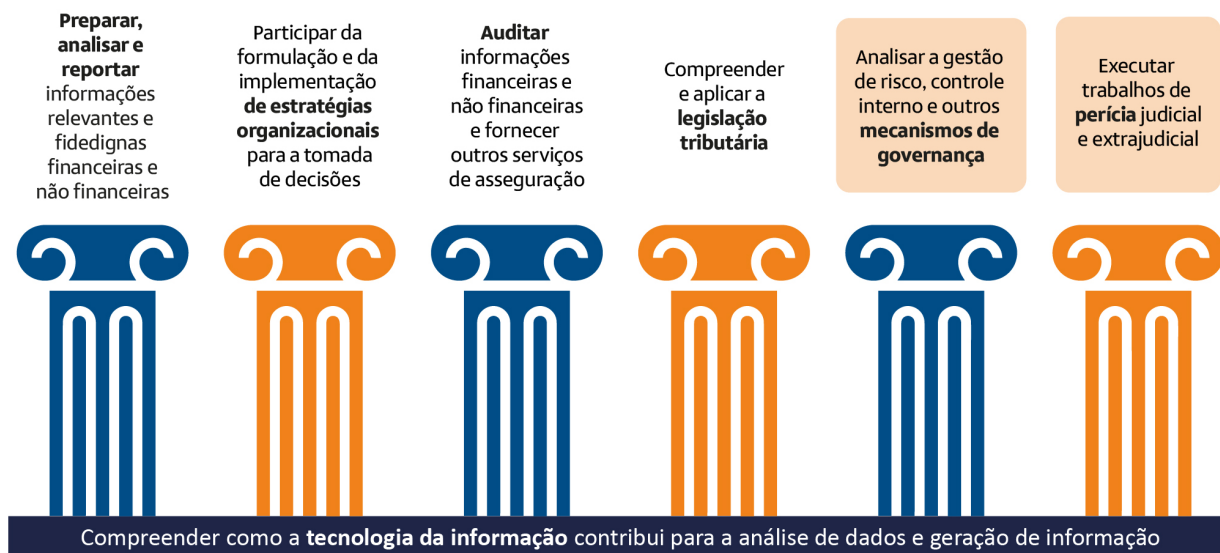 Preparar,
analisar e
reportar
informações
relevantes e
fidedignas
financeiras e
não financeiras
Participar da
formulação e da
implementação
de estratégias
organizacionais
para a tomada
de decisões
Auditar
informações
financeiras e
não financeiras
e fornecer
outros serviços
de asseguração
Compreender
e aplicar a
legislação
tributária
Analisar a gestão
de risco, controle
interno e outros
mecanismos de
governança
Executar
trabalhos de
perícia judicial
e extrajudicial
Compreender como a tecnologia da informação contribui para a análise de dados e geração de informação